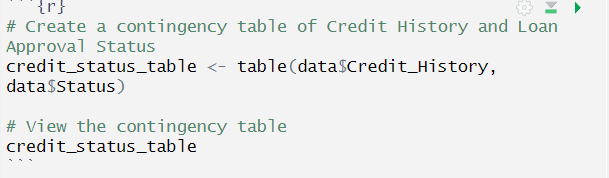 ```{r}
# Create a contingency table of Credit History and Loan
Approval Status
credit_status_table <- table(data$Credit_History,
data$Status)
# View the contingency table
credit_status_table
```